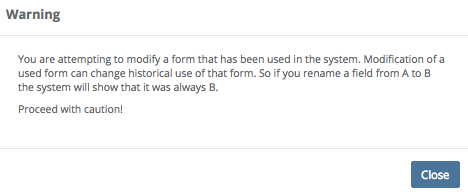 Warning
You are attempting to modify a form that has been used in the system. Modification of a
used form can change historical use of that form. So if you rename a field from A to B
the system will show that it was always B.
Proceed with caution!
Close